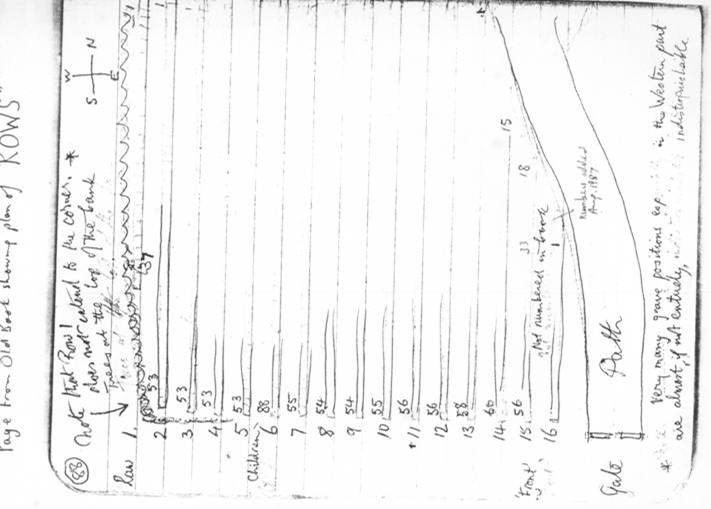 Page from Old Book showing plan of "ROWS"
88
Note that Row 1
does not extend to the corner. *
Trees at the top of the bank
W
S N
E
Row 1.
137
2 53
3. 53
4. 53
5 53
Children
6 88
7 55
8 54
9 54
10 55
+11 56
12 56
13 58
14. 60 15
'Front' 15. 56 33 18
Not numbered in book
16 1
Numbers added
Aug. 1987
Path
Gate
* Very many grave positions esp. in the Western part
are almost, if not entirely, indistinguishable